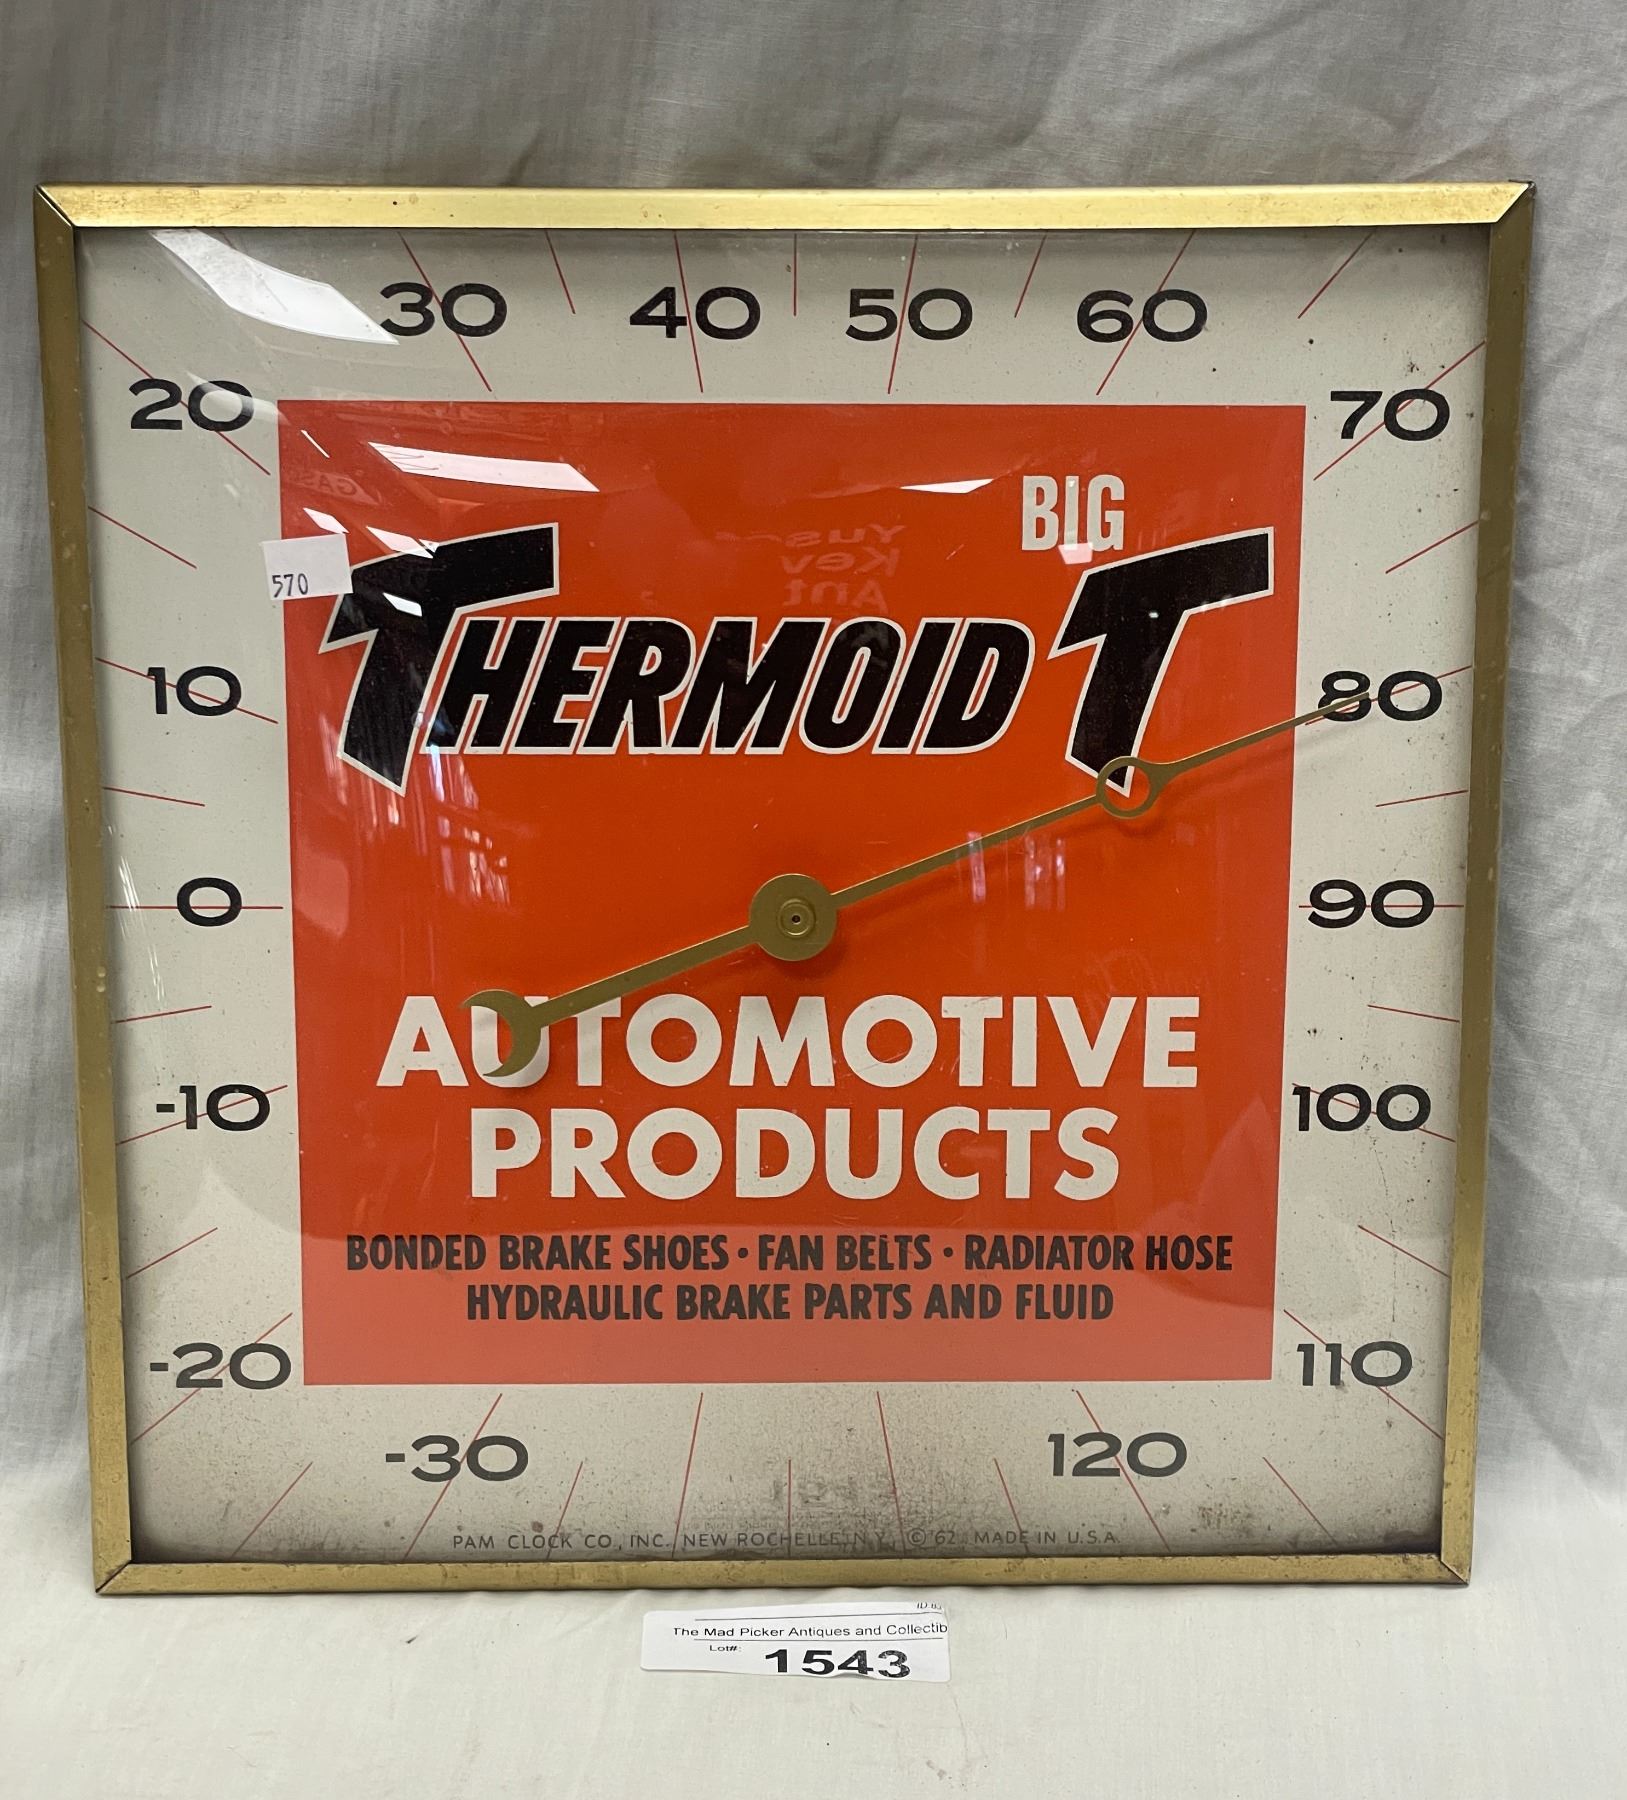 30 40 50 60
20 70
BIG
THERMOID T
570
10 80
0 90
AUTOMOTIVE
-10 100
PRODUCTS
BONDED BRAKE SHOES • FAN BELTS • RADIATOR HOSE
HYDRAULIC BRAKE PARTS AND FLUID
-20 110
-30 120
PAM CLOCK CO., INC. NEW ROCHELLE, N.Y. © '62 MADE IN U.S.A.
The Mad Picker Antiques and Collectib
Lot#: 1543